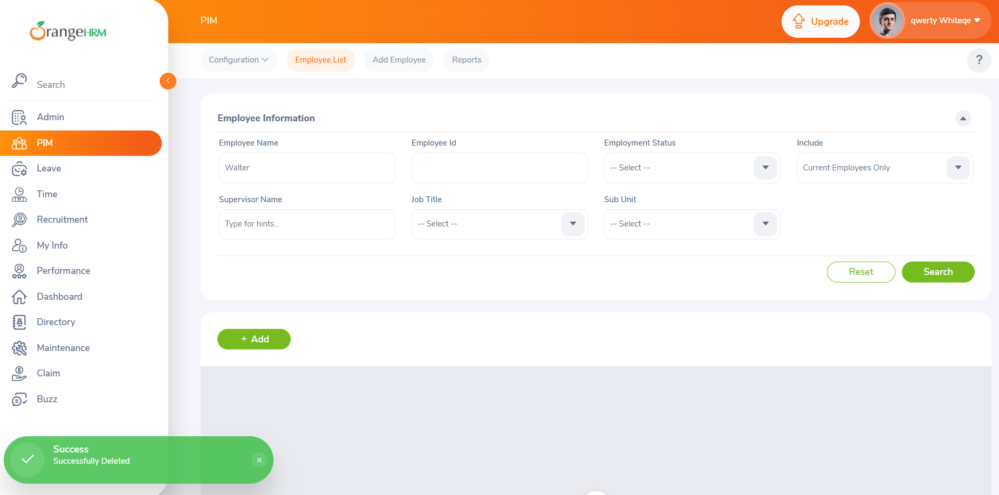 OrangeHRM
PIM
Upgrade
qwerty Whiteqe
Configuration
Employee List
Add Employee
Reports
?
Search
Admin
PIM
Leave
Time
Recruitment
My Info
Performance
Dashboard
Directory
Maintenance
Claim
Buzz
Employee Information
Employee Name
Employee Id
Employment Status
Include
Walter
-- Select --
Current Employees Only
Supervisor Name
Job Title
Sub Unit
Type for hints...
-- Select --
-- Select --
Reset
Search
+ Add
Success
Successfully Deleted